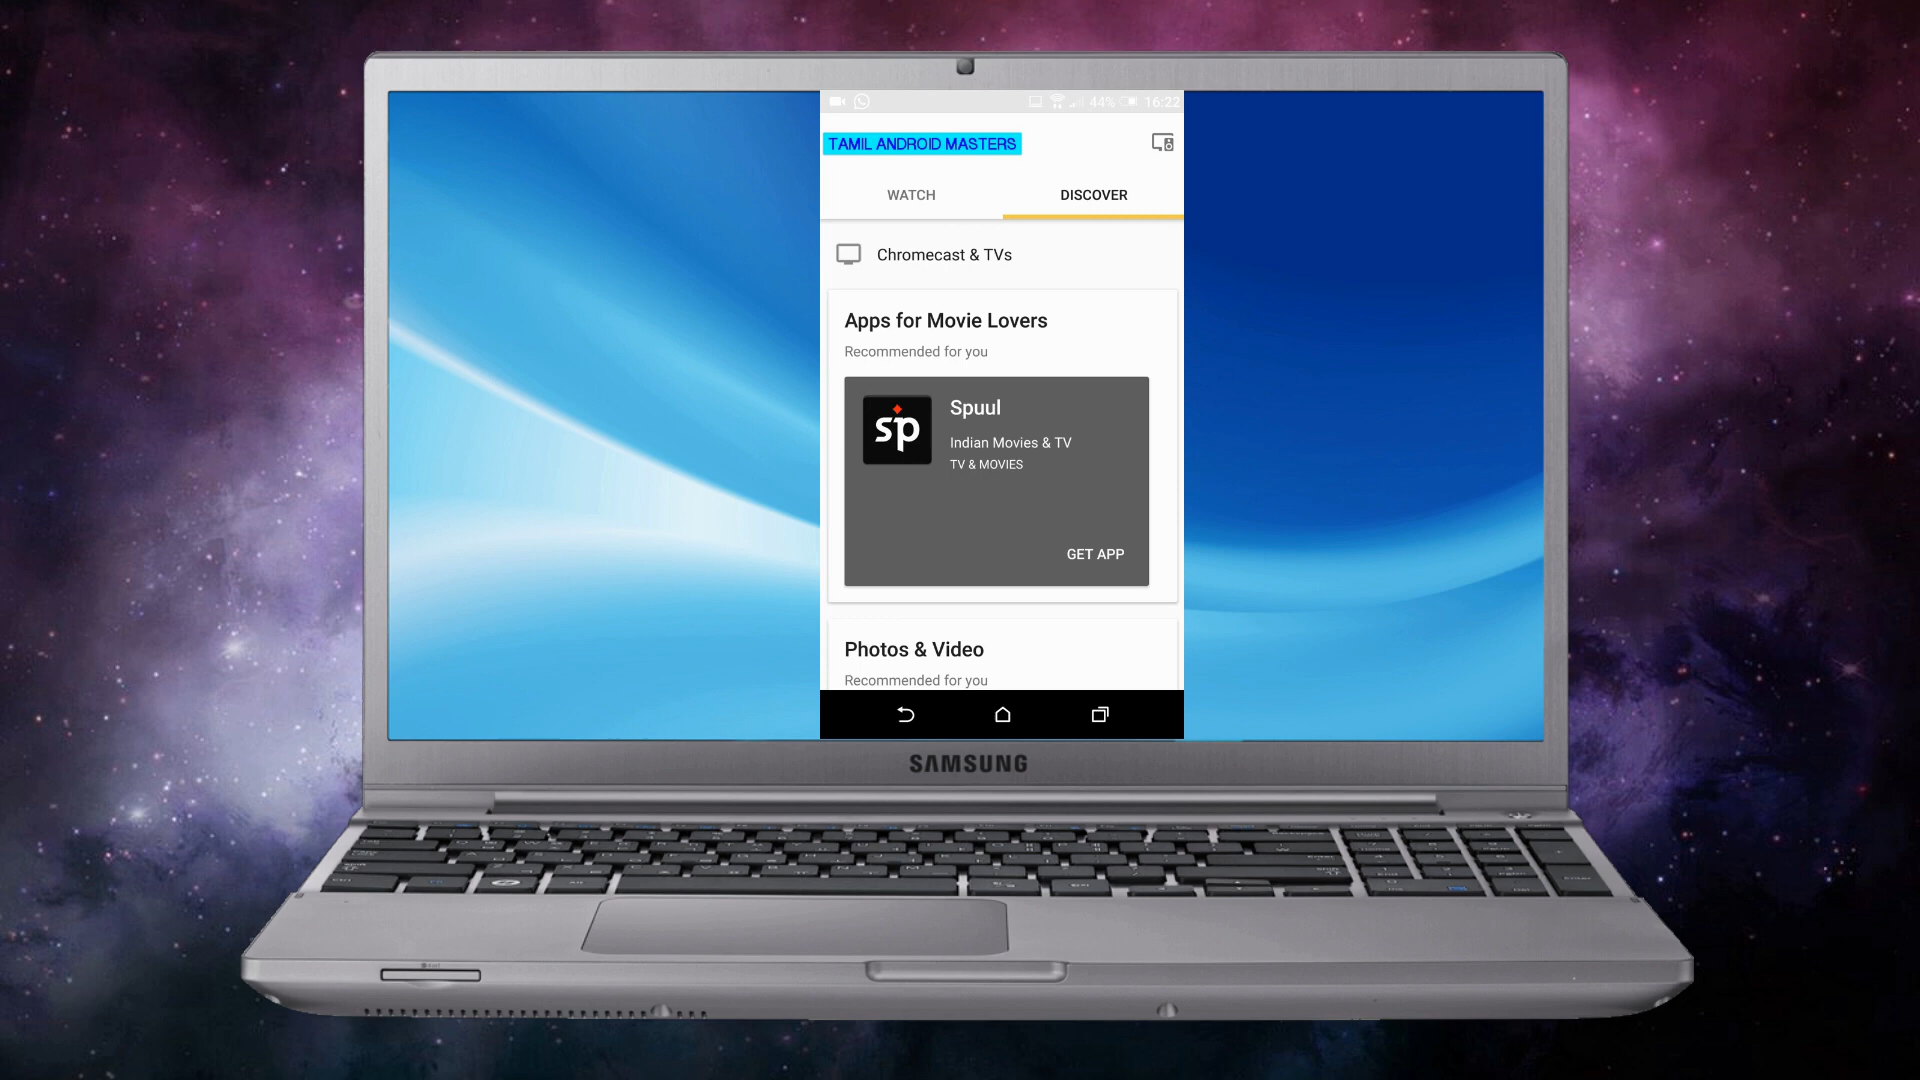 44% 16:22
TAMIL ANDROID MASTERS
WATCH DISCOVER
Chromecast & TVs
Apps for Movie Lovers
Recommended for you
sp
Spuul
Indian Movies & TV
TV & MOVIES
GET APP
Photos & Video
Recommended for you
SAMSUNG